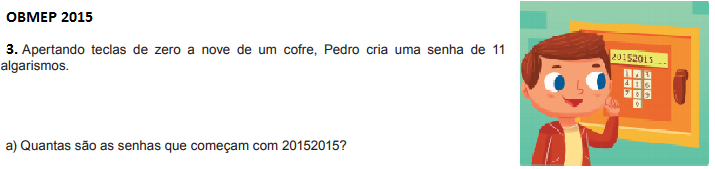 OBMEP 2015
3. Apertando teclas de zero a nove de um cofre, Pedro cria uma senha de 11
algarismos.
20152015 _ _
a) Quantas são as senhas que começam com 20152015?